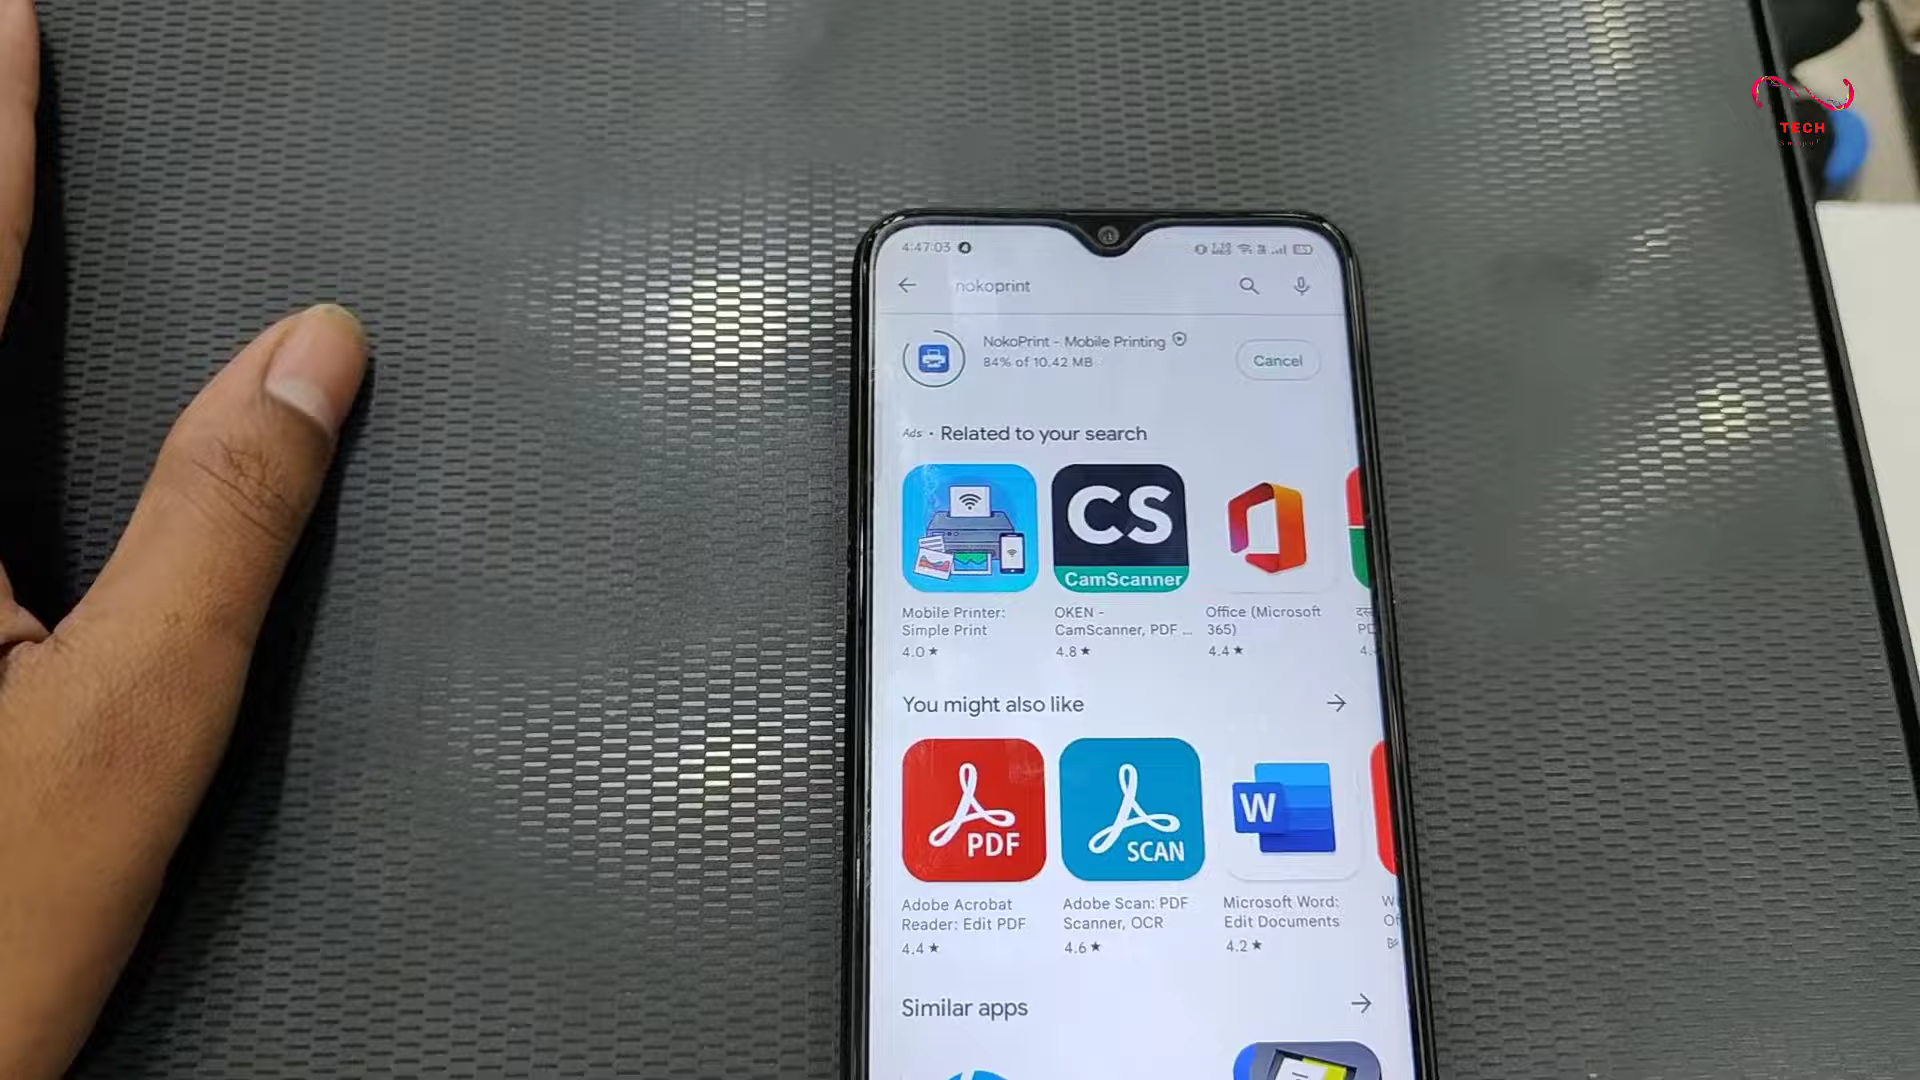 TECH
4:47:03
nokoprint
NokoPrint - Mobile Printing
84% of 10.42 MB
Cancel
Ads · Related to your search
CS
CamScanner
Mobile Printer:
Simple Print
4.0 ★
OKEN -
CamScanner, PDF ...
4.8 ★
Office (Microsoft
365)
4.4 ★
You might also like
PDF
SCAN
W
Adobe Acrobat
Reader: Edit PDF
4.4 ★
Adobe Scan: PDF
Scanner, OCR
4.6 ★
Microsoft Word:
Edit Documents
4.2 ★
Similar apps